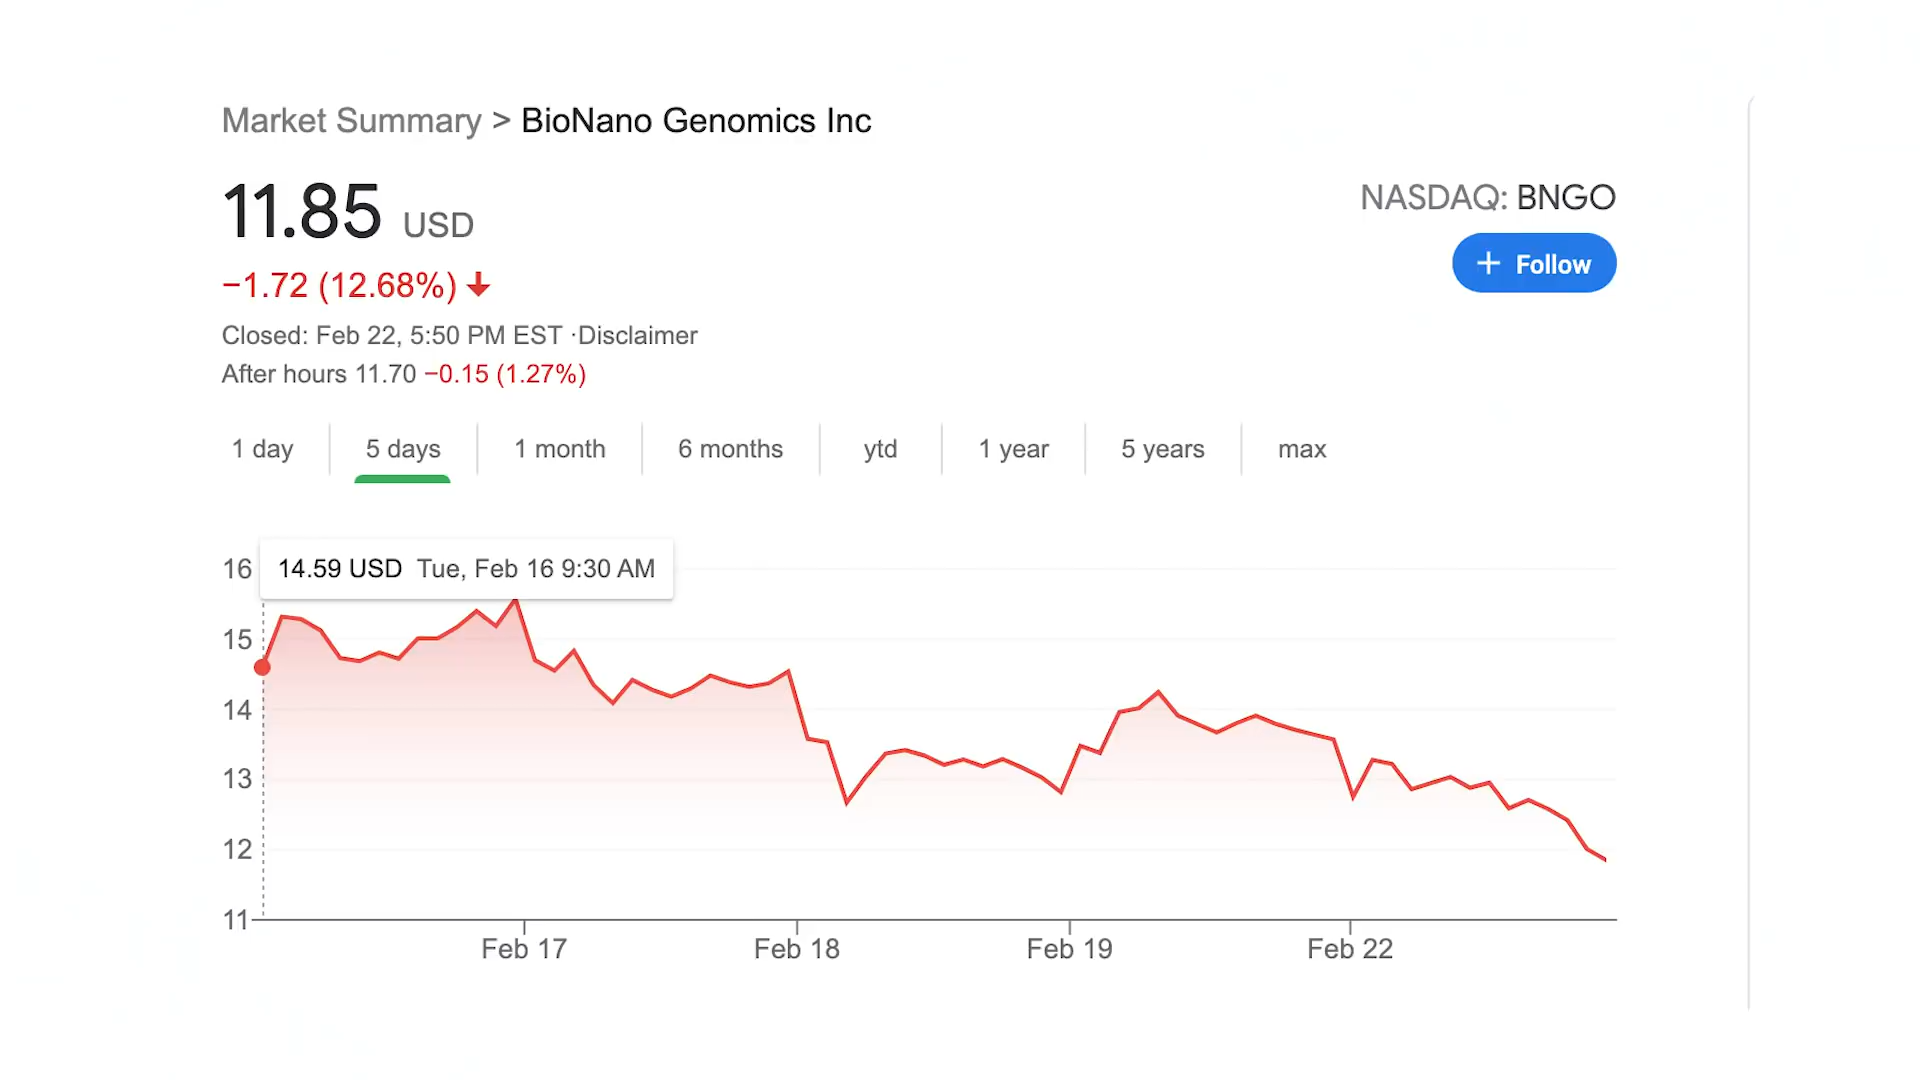 Market Summary > BioNano Genomics Inc
11.85 USD
NASDAQ: BNGO
−1.72 (12.68%)
+ Follow
Closed: Feb 22, 5:50 PM EST ·Disclaimer
After hours 11.70 −0.15 (1.27%)
1 day 5 days 1 month 6 months ytd 1 year 5 years max
16
14.59 USD Tue, Feb 16 9:30 AM
15
14
13
12
11
Feb 17 Feb 18 Feb 19 Feb 22